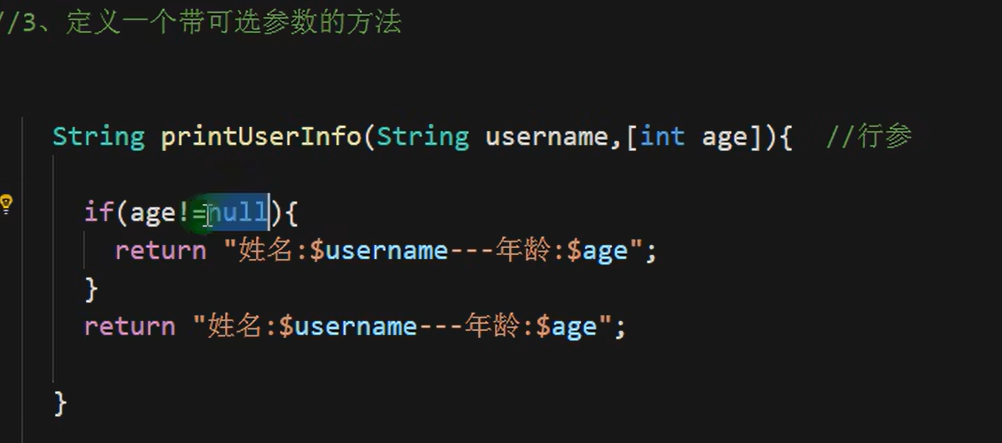 //3、定义一个带可选参数的方法
String printUserInfo(String username,[int age]){ //行参
if(age!=null){
return "姓名:$username---年龄:$age";
}
return "姓名:$username---年龄:$age";
}